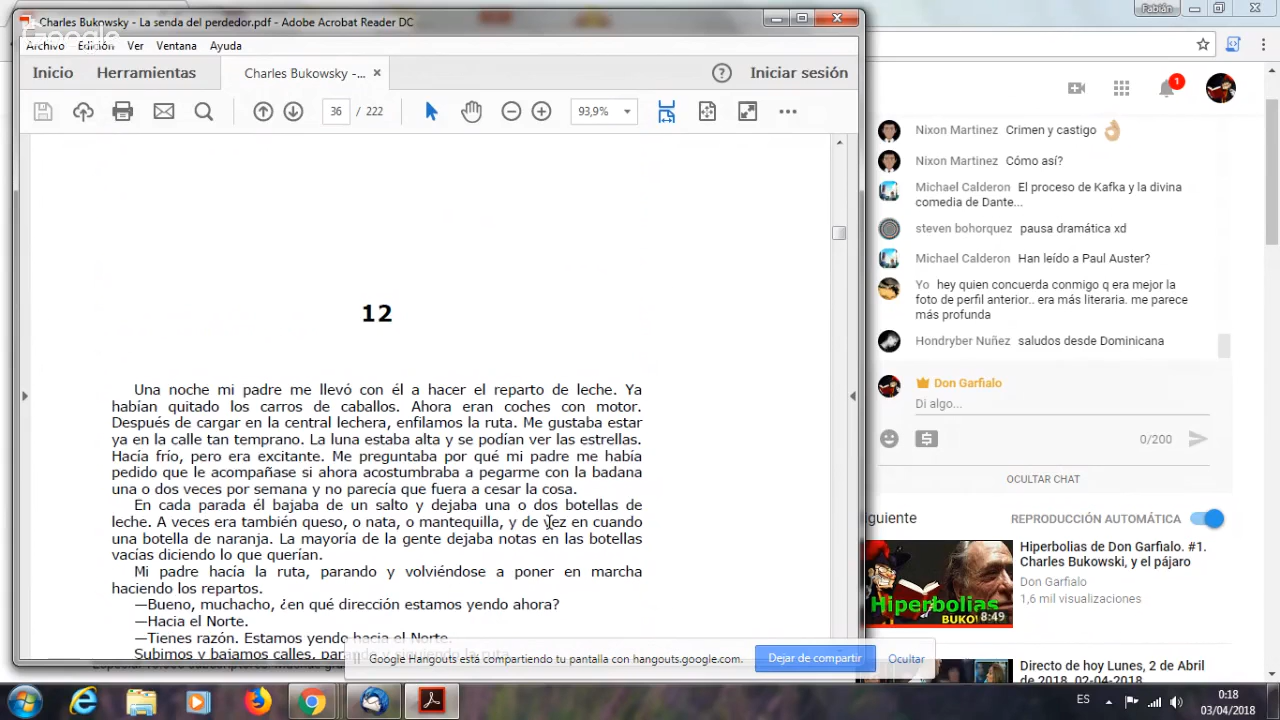 Charles Bukowsky - La senda del perdedor.pdf - Adobe Acrobat Reader DC
Google
Archivo Edición Ver Ventana Ayuda
Inicio Herramientas Charles Bukowsky -... × ? Iniciar sesión
36 / 222 93,9%
12
Una noche mi padre me llevó con él a hacer el reparto de leche. Ya
habían quitado los carros de caballos. Ahora eran coches con motor.
Después de cargar en la central lechera, enfilamos la ruta. Me gustaba estar
ya en la calle tan temprano. La luna estaba alta y se podían ver las estrellas.
Hacía frío, pero era excitante. Me preguntaba por qué mi padre me había
pedido que le acompañase si ahora acostumbraba a pegarme con la badana
una o dos veces por semana y no parecía que fuera a cesar la cosa.
En cada parada él bajaba de un salto y dejaba una o dos botellas de
leche. A veces era también queso, o nata, o mantequilla, y de vez en cuando
una botella de naranja. La mayoría de la gente dejaba notas en las botellas
vacías diciendo lo que querían.
Mi padre hacía la ruta, parando y volviéndose a poner en marcha
haciendo los repartos.
—Bueno, muchacho, ¿en qué dirección estamos yendo ahora?
—Hacia el Norte.
—Tienes razón. Estamos yendo hacia el Norte.
Subimos y bajamos calles, parando y siguiendo la ruta.
Google Hangouts está compartiendo tu pantalla con hangouts.google.com. Dejar de compartir Ocultar
Fabián
1
Nixon Martinez Crimen y castigo
Nixon Martinez Cómo así?
Michael Calderon El proceso de Kafka y la divina
comedia de Dante...
steven bohorquez pausa dramática xd
Michael Calderon Han leído a Paul Auster?
Yo hey quien concuerda conmigo q era mejor la
foto de perfil anterior.. era más literaria. me parece
más profunda
Hondryber Nuñez saludos desde Dominicana
Don Garfialo
Di algo...
0/200
OCULTAR CHAT
guiente REPRODUCCIÓN AUTOMÁTICA
Hiperbolias
BUKO
8:49
Hiperbolias de Don Garfialo. #1.
Charles Bukowski, y el pájaro
Don Garfialo
1,6 mil visualizaciones
Directo de hoy Lunes, 2 de Abril
de 2018. 02-04-2018
ES
0:18
03/04/2018